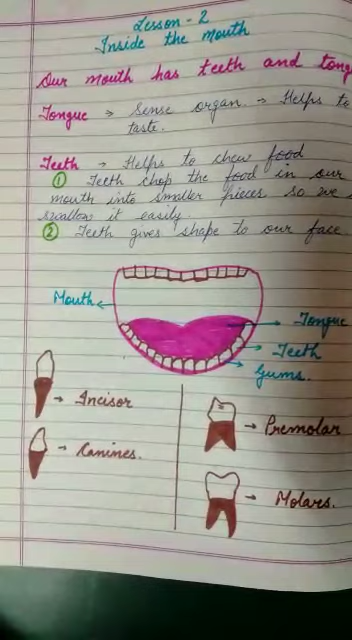 Lesson - 2
Inside the mouth
Our mouth has teeth and
Tongue → Sense organ. → Helps to
taste.
Teeth → Helps to chew food
① Teeth chop the food in our
mouth into smaller pieces so we
swallow it easily.
② Teeth gives shape to our face.
Mouth
Tongue
Teeth
Gums.
→ Incisor
→ Premolar
→ Canines.
→ Molars.